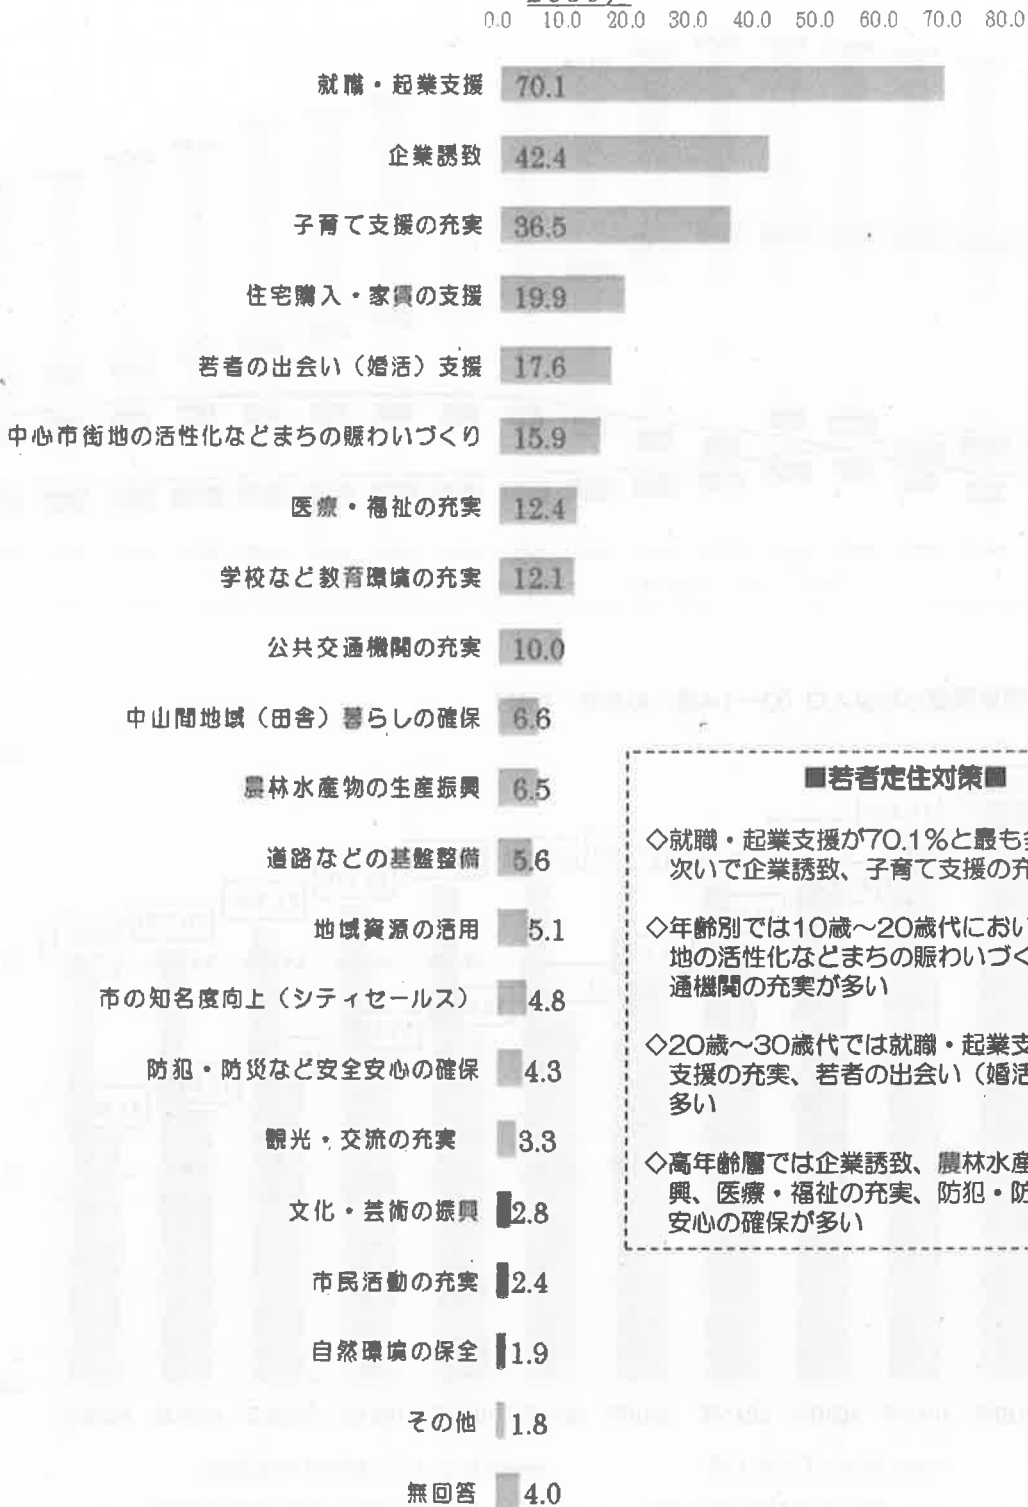 0.0 10.0 20.0 30.0 40.0 50.0 60.0 70.0 80.0
就職・起業支援 70.1
企業誘致 42.4
子育て支援の充実 36.5
住宅購入・家賃の支援 19.9
若者の出会い（婚活）支援 17.6
中心市街地の活性化などまちの賑わいづくり 15.9
医療・福祉の充実 12.4
学校など教育環境の充実 12.1
公共交通機関の充実 10.0
中山間地域（田舎）暮らしの確保 6.6
農林水産物の生産振興 6.5
道路などの基盤整備 5.6
地域資源の活用 5.1
市の知名度向上（シティセールス） 4.8
防犯・防災など安全安心の確保 4.3
観光・交流の充実 3.3
文化・芸術の振興 2.8
市民活動の充実 2.4
自然環境の保全 1.9
その他 1.8
無回答 4.0
■若者定住対策■
◇就職・起業支援が70.1％と最も
次いで企業誘致、子育て支援の充
◇年齢別では10歳～20歳代におい
地の活性化などまちの賑わいづく
通機関の充実が多い
◇20歳～30歳代では就職・起業支
支援の充実、若者の出会い（婚活
多い
◇高年齢層では企業誘致、農林水産
興、医療・福祉の充実、防犯・防
安心の確保が多い